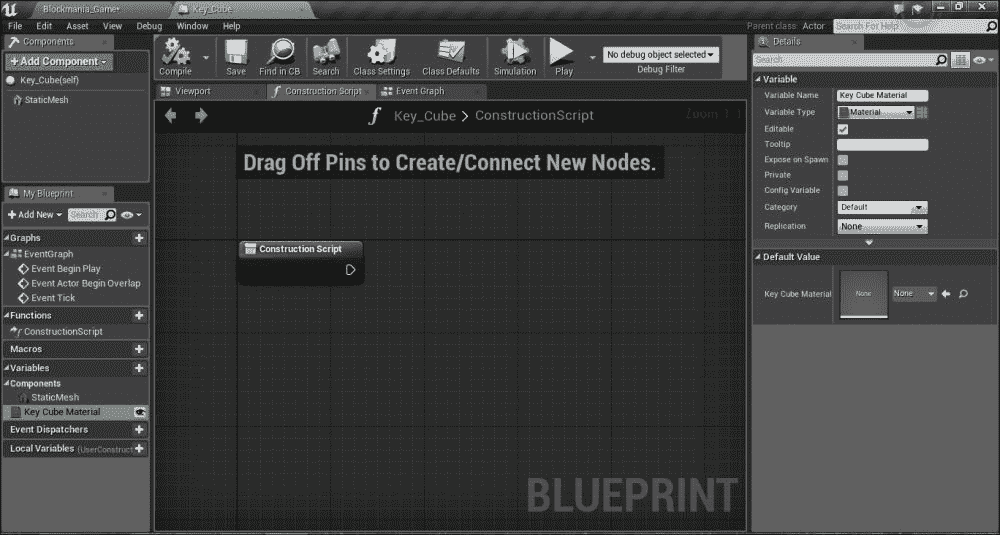 Blockmania_Game*
Key_Cube*
File Edit Asset View Debug Window Help
Parent class: Actor
Search For Help
Components
+Add Component
Key_Cube(self)
StaticMesh
My Blueprint
+Add New
Search
Graphs
EventGraph
Event Begin Play
Event Actor Begin Overlap
Event Tick
Functions
ConstructionScript
Macros
Variables
Components
StaticMesh
Key Cube Material
Event Dispatchers
Local Variables (UserConstruct
Compile
Save
Find in CB
Search
Class Settings
Class Defaults
Simulation
Play
No debug object selected
Debug Filter
Viewport
Construction Script
Event Graph
Key_Cube > ConstructionScript
Zoom 1:1
Drag Off Pins to Create/Connect New Nodes.
Construction Script
BLUEPRINT
Details
Search
Variable
Variable Name Key Cube Material
Variable Type Material
Editable
Tooltip
Expose on Spawn
Private
Config Variable
Category Default
Replication None
Default Value
Key Cube Material None None